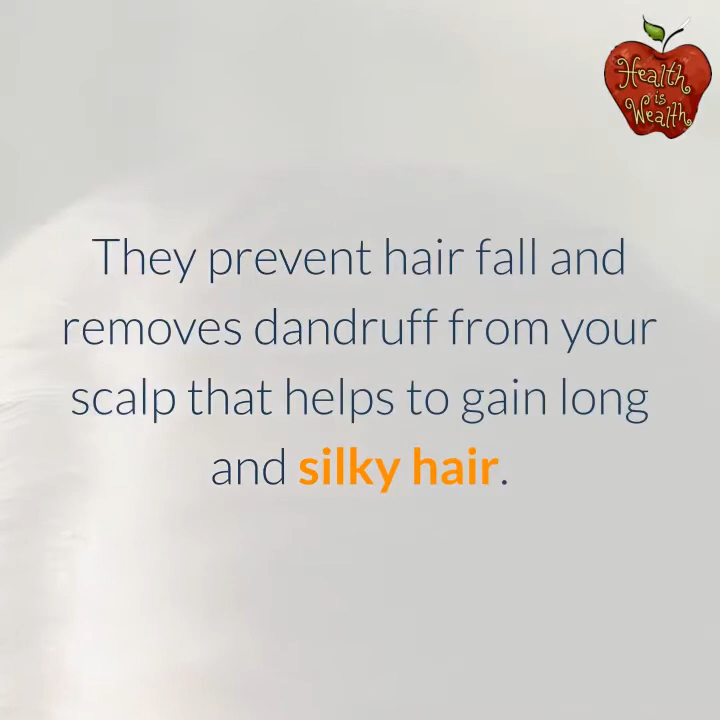 Health
is
Wealth
They prevent hair fall and
removes dandruff from your
scalp that helps to gain long
and silky hair.